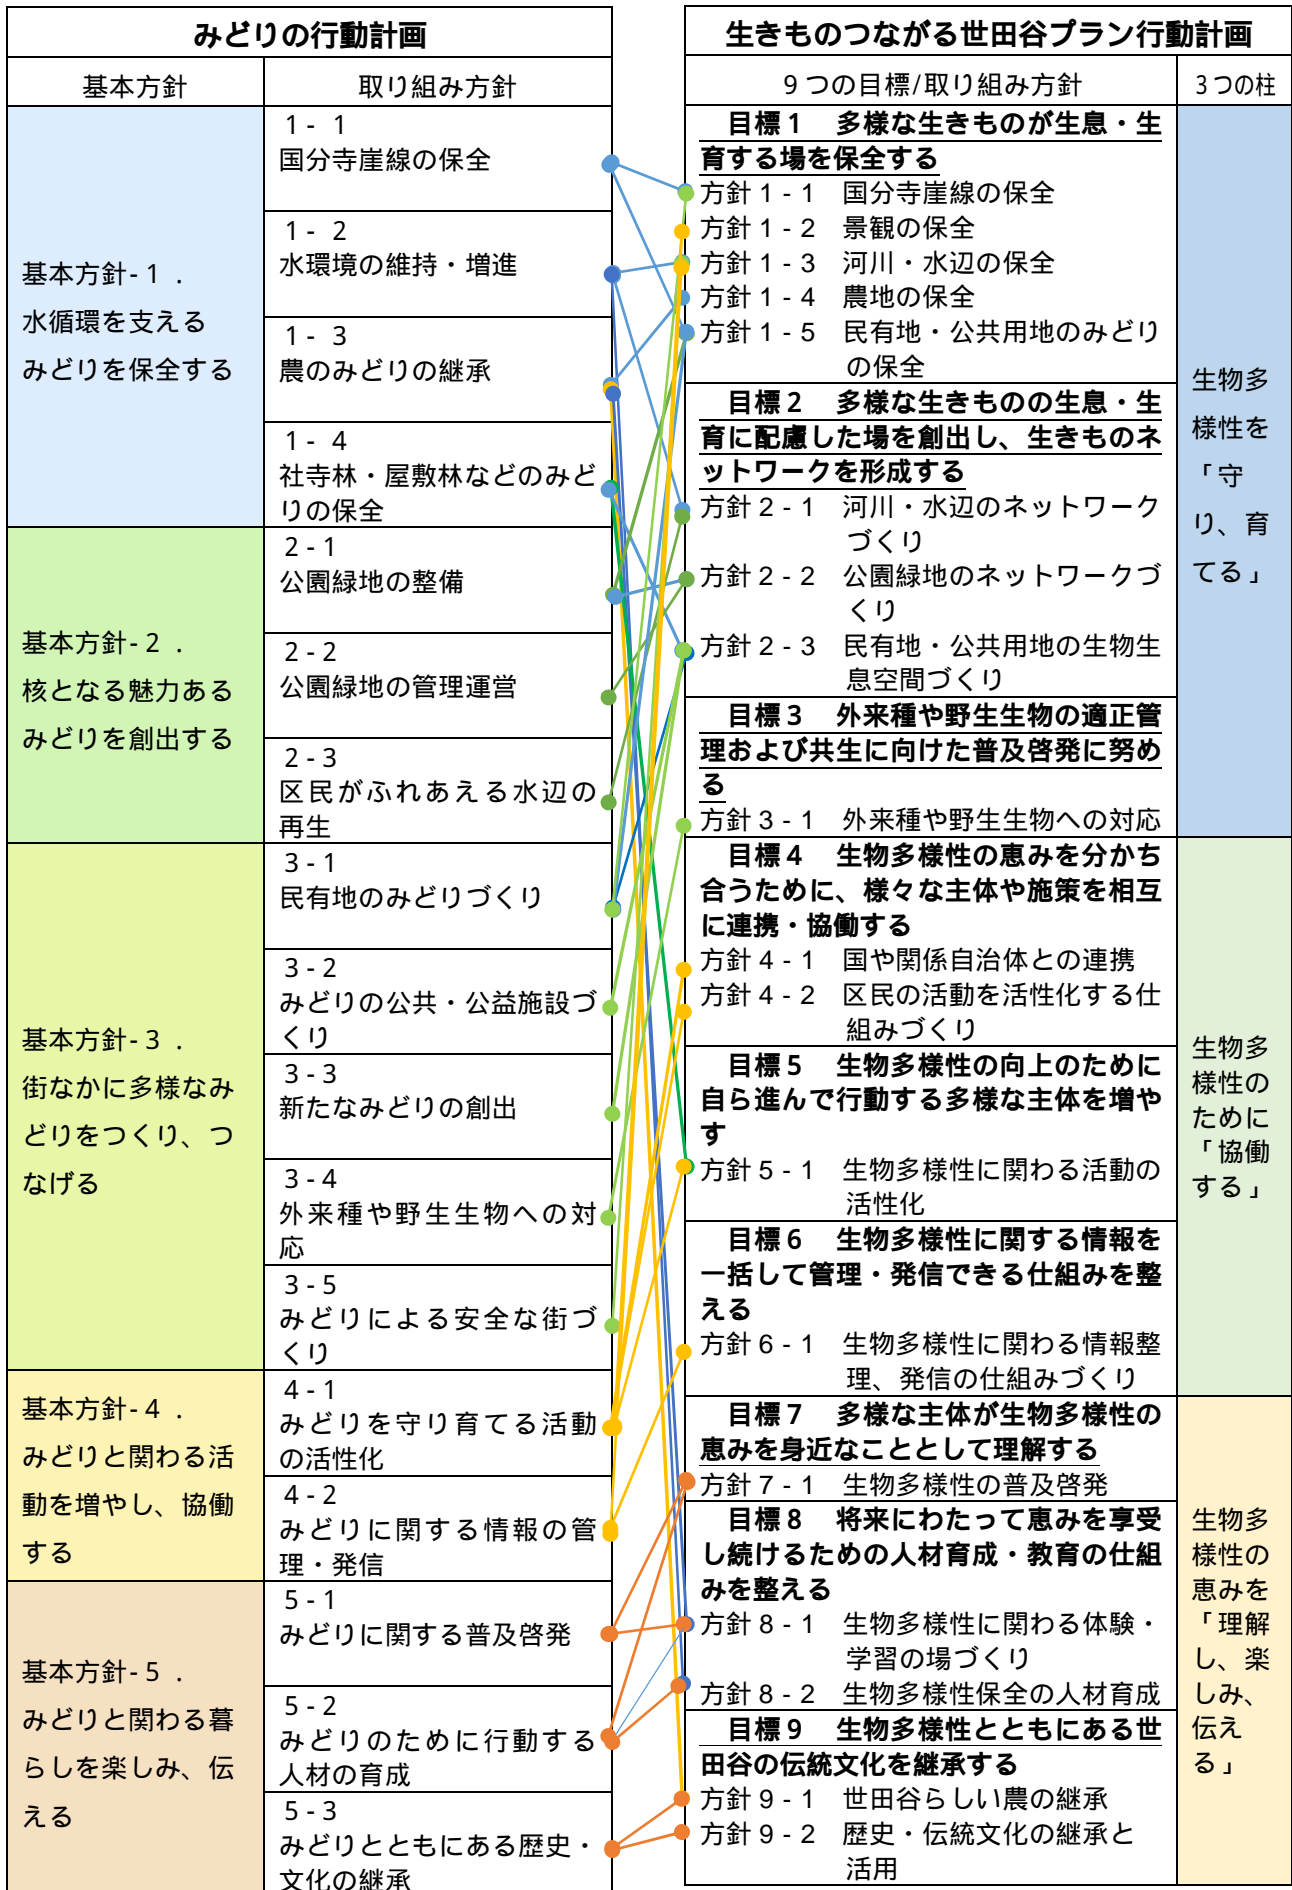 みどりの行動計画
基本方針
取り組み方針
基本方針-１．
水循環を支える
みどりを保全する
1 - 1
国分寺崖線の保全
1 - 2
水環境の維持・増進
1 - 3
農のみどりの継承
1 - 4
社寺林・屋敷林などのみど
りの保全
基本方針-２．
核となる魅力ある
みどりを創出する
2 - 1
公園緑地の整備
2 - 2
公園緑地の管理運営
2 - 3
区民がふれあえる水辺の
再生
基本方針-３．
街なかに多様なみ
どりをつくり、つ
なげる
3 - 1
民有地のみどりづくり
3 - 2
みどりの公共・公益施設づ
くり
3 - 3
新たなみどりの創出
3 - 4
外来種や野生生物への対
応
3 - 5
みどりによる安全な街づ
くり
基本方針-４．
みどりと関わる活
動を増やし、協働
する
4 - 1
みどりを守り育てる活動
の活性化
4 - 2
みどりに関する情報の管
理・発信
基本方針-５．
みどりと関わる暮
らしを楽しみ、伝
える
5 - 1
みどりに関する普及啓発
5 - 2
みどりのために行動する
人材の育成
5 - 3
みどりとともにある歴史・
文化の継承
生きものつながる世田谷プラン行動計画
９つの目標/取り組み方針
３つの柱
目標１　多様な生きものが生息・生
育する場を保全する
方針１-１　国分寺崖線の保全
方針１-２　景観の保全
方針１-３　河川・水辺の保全
方針１-４　農地の保全
方針１-５　民有地・公共用地のみどり
の保全
目標２　多様な生きものの生息・生
育に配慮した場を創出し、生きものネ
ットワークを形成する
方針２-１　河川・水辺のネットワーク
づくり
方針２-２　公園緑地のネットワークづ
くり
方針２-３　民有地・公共用地の生物生
息空間づくり
目標３　外来種や野生生物の適正管
理および共生に向けた普及啓発に努め
る
方針３-１　外来種や野生生物への対応
生物多
様性を
「守
り、育
てる」
目標４　生物多様性の恵みを分かち
合うために、様々な主体や施策を相互
に連携・協働する
方針４-１　国や関係自治体との連携
方針４-２　区民の活動を活性化する仕
組みづくり
目標５　生物多様性の向上のために
自ら進んで行動する多様な主体を増や
す
方針５-１　生物多様性に関わる活動の
活性化
目標６　生物多様性に関する情報を
一括して管理・発信できる仕組みを整
える
方針６-１　生物多様性に関わる情報整
理、発信の仕組みづくり
生物多
様性の
ために
「協働
する」
目標７　多様な主体が生物多様性の
恵みを身近なこととして理解する
方針７-１　生物多様性の普及啓発
目標８　将来にわたって恵みを享受
し続けるための人材育成・教育の仕組
みを整える
方針８-１　生物多様性に関わる体験・
学習の場づくり
方針８-２　生物多様性保全の人材育成
目標９　生物多様性とともにある世
田谷の伝統文化を継承する
方針９-１　世田谷らしい農の継承
方針９-２　歴史・伝統文化の継承と
活用
生物多
様性の
恵みを
「理解
し、楽
しみ、
伝え
る」